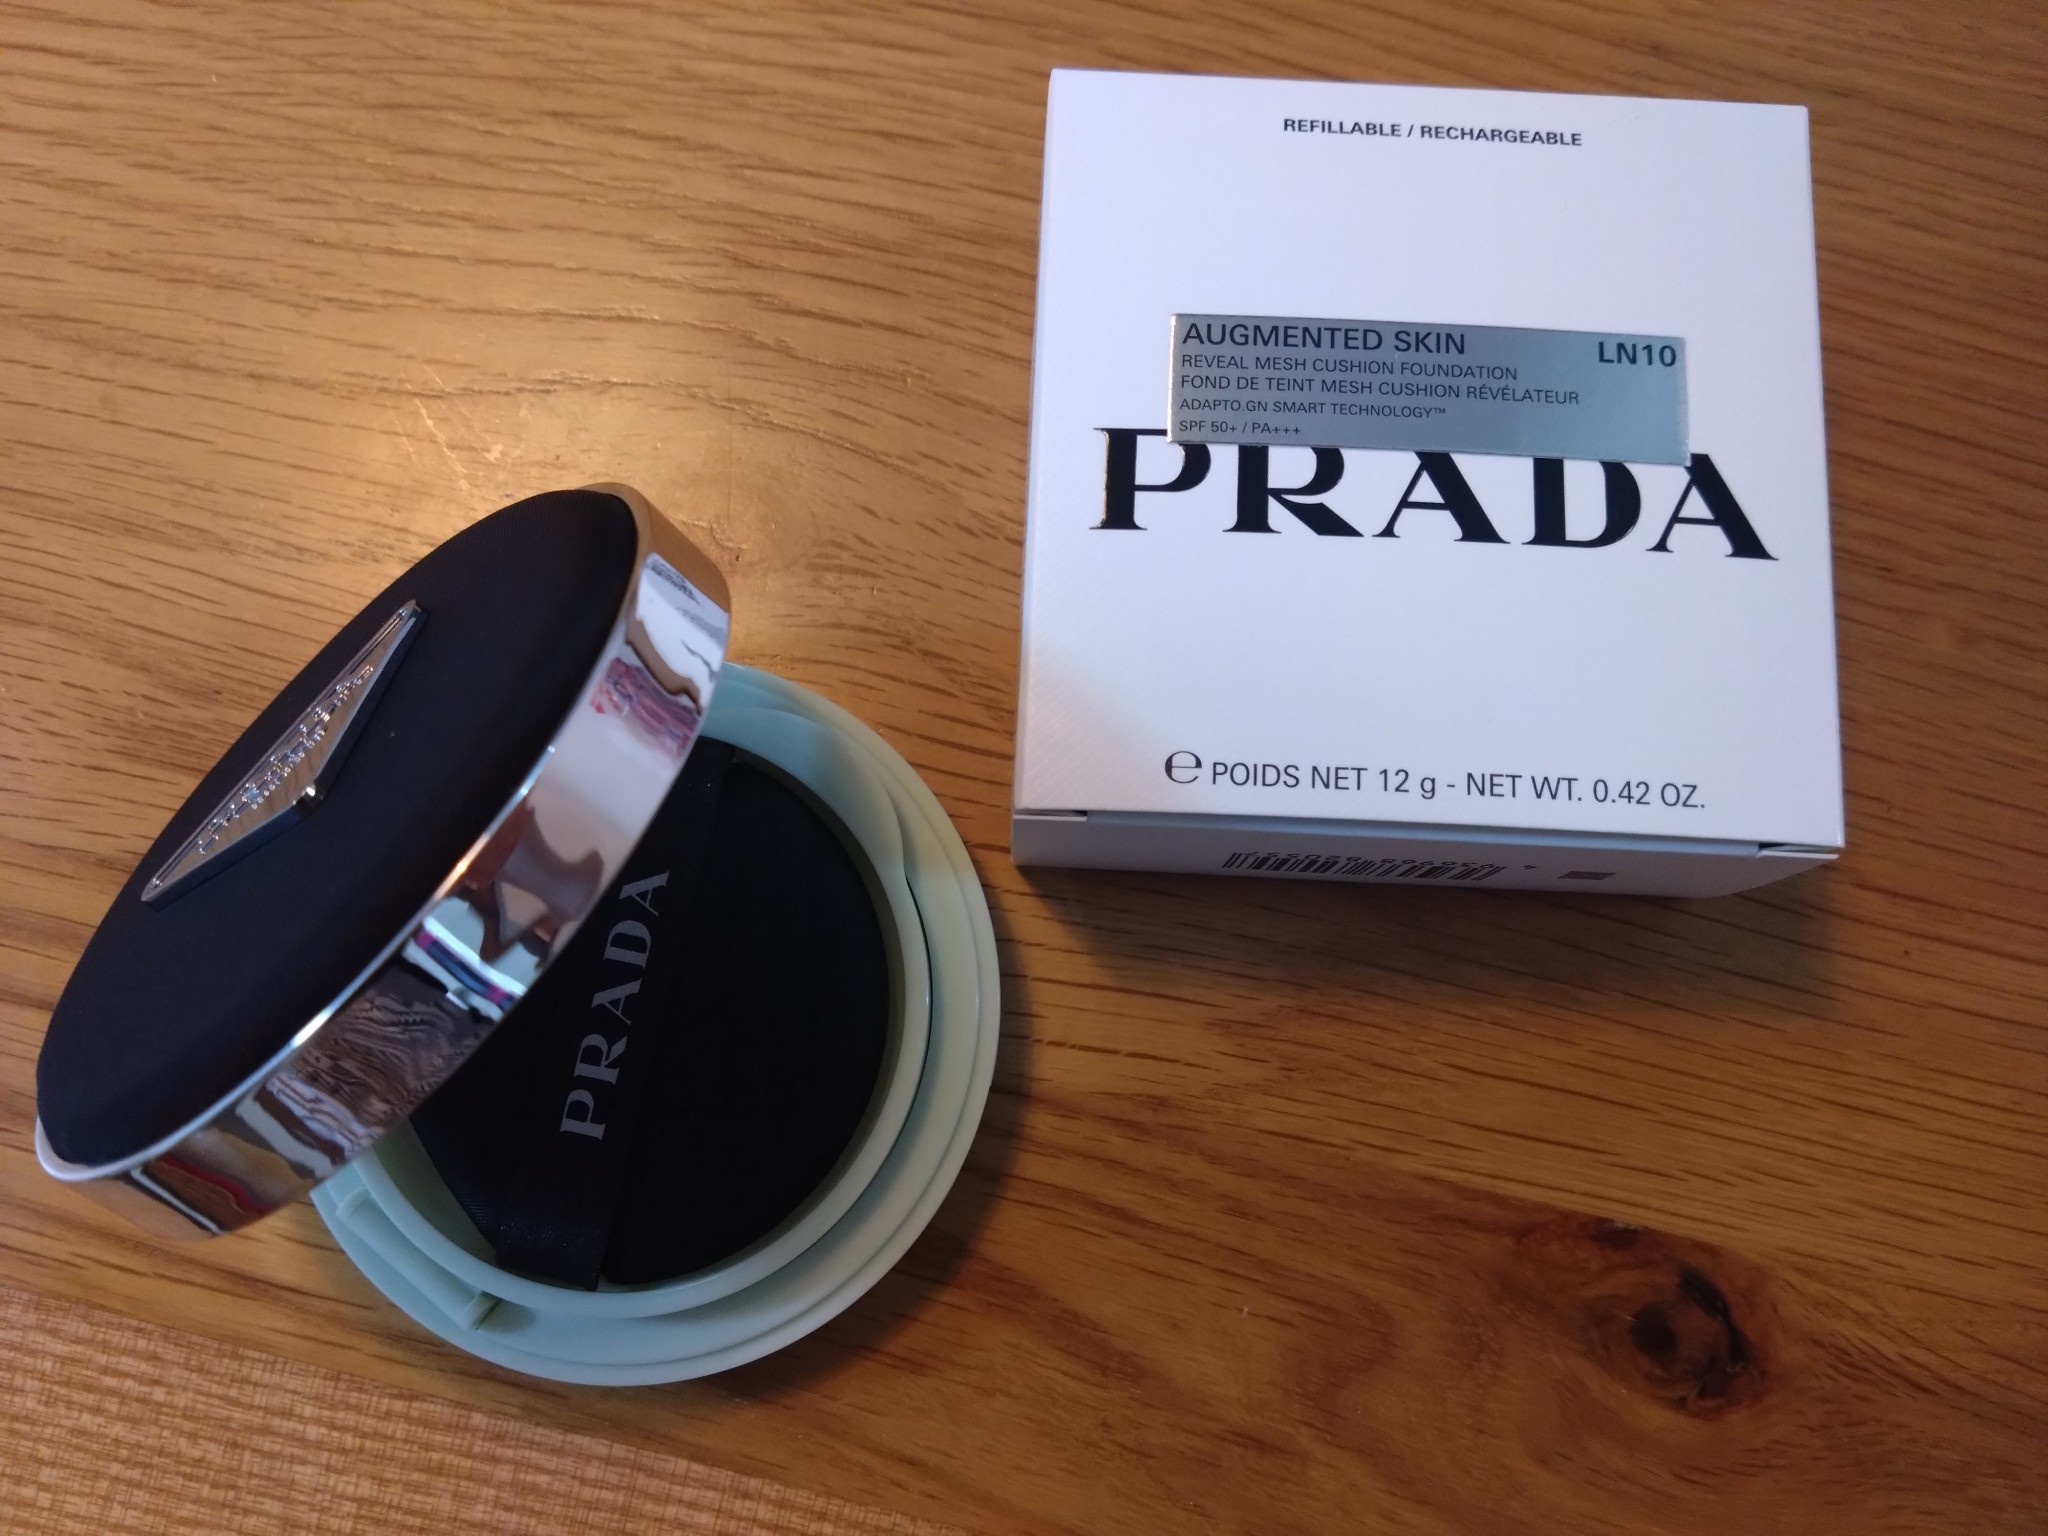 REFILLABLE / RECHARGEABLE
AUGMENTED SKIN
LN10
REVEAL MESH CUSHION FOUNDATION
FOND DE TEINT MESH CUSHION RÉVÉLATEUR
ADAPTO.GN SMART TECHNOLOGY™
SPF 50+ / PA+++
PRADA
℮ POIDS NET 12 g - NET WT. 0.42 OZ.
PRADA